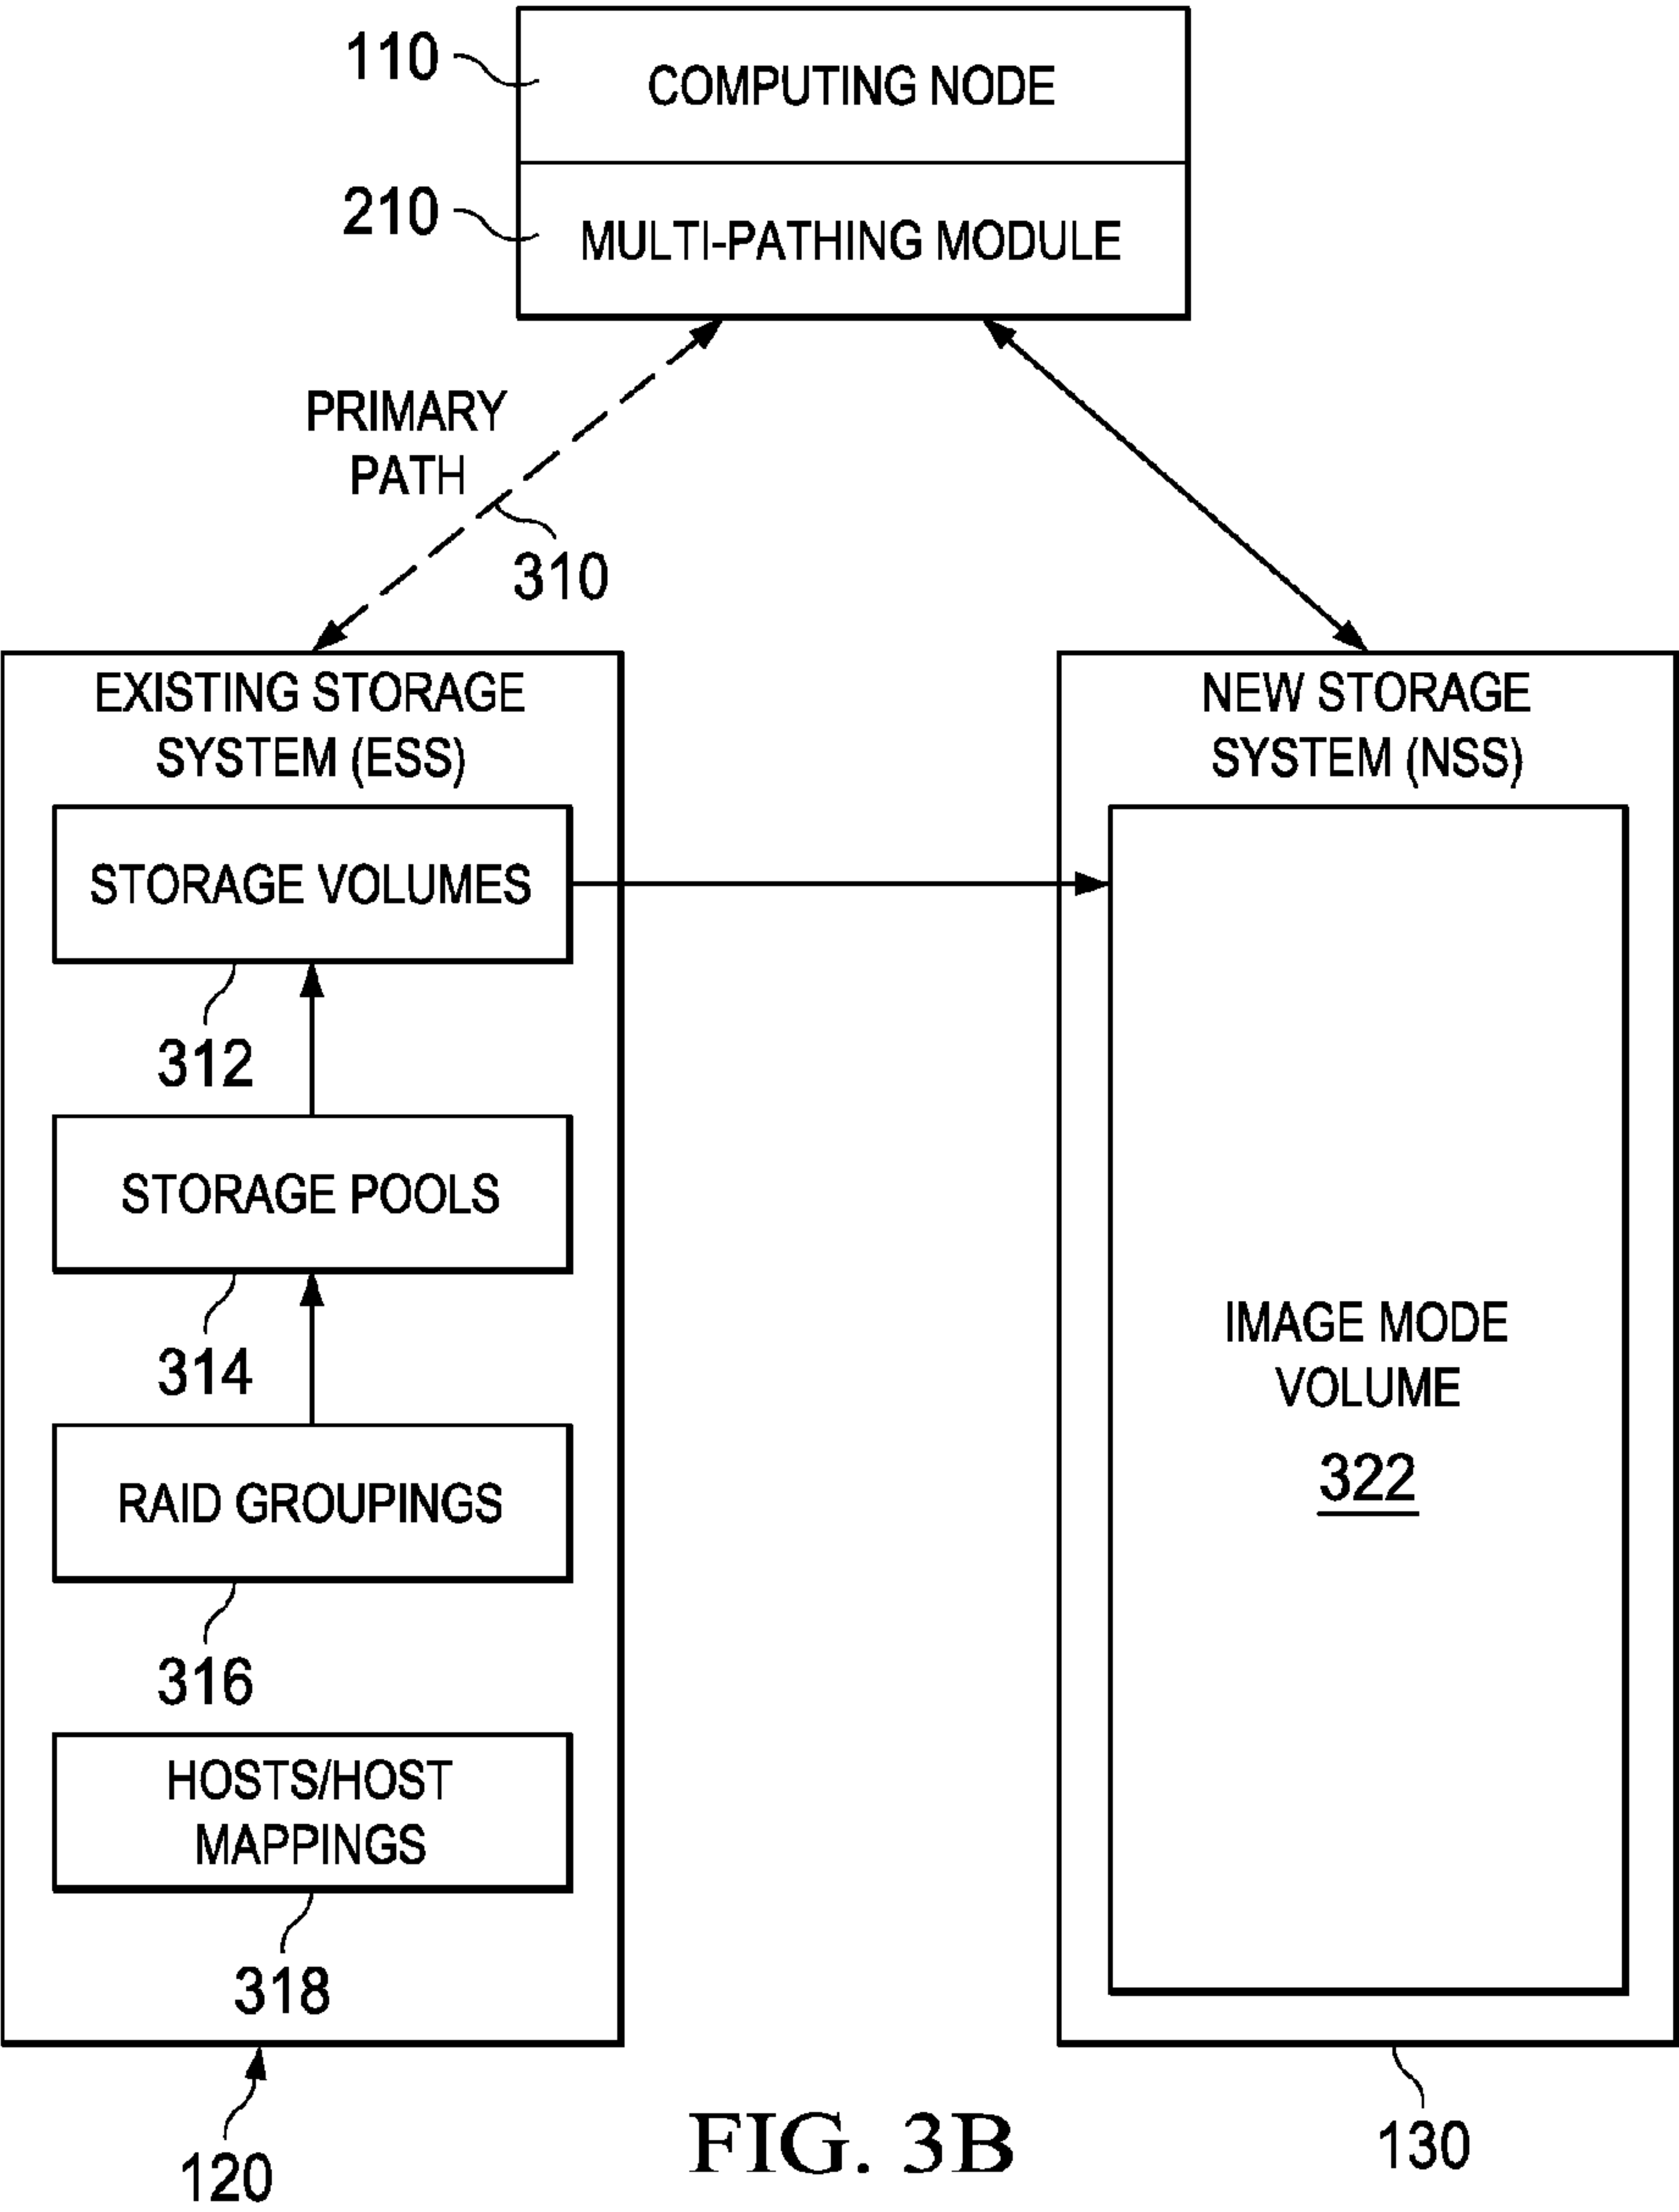 110
COMPUTING NODE
210
MULTI-PATHING MODULE
PRIMARY
PATH
310
EXISTING STORAGE
SYSTEM (ESS)
STORAGE VOLUMES
312
STORAGE POOLS
314
RAID GROUPINGS
316
HOSTS/HOST
MAPPINGS
318
120
NEW STORAGE
SYSTEM (NSS)
IMAGE MODE
VOLUME
322
130
FIG. 3B